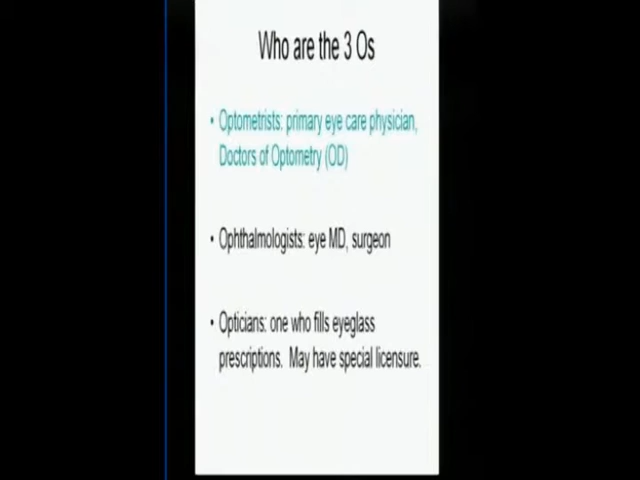 Who are the 3 Os
• Optometrists: primary eye care physician,
Doctors of Optometry (OD)
• Ophthalmologists: eye MD, surgeon
• Opticians: one who fills eyeglass
prescriptions. May have special licensure.